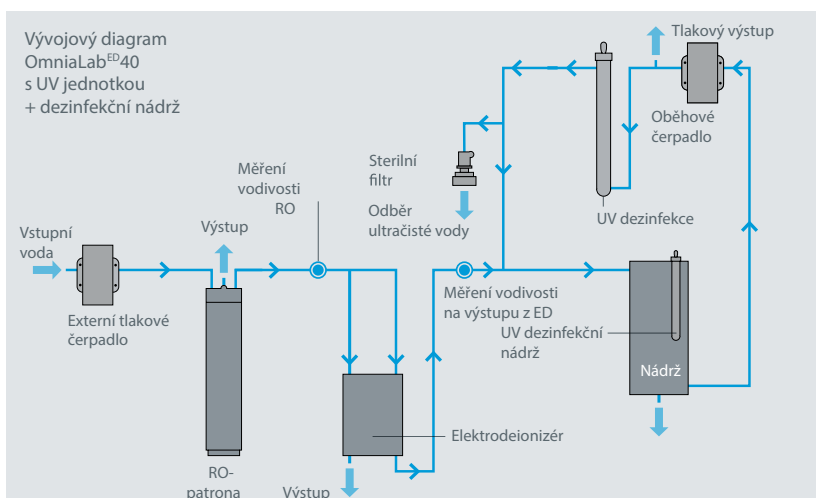 Vývojový diagram
OmniaLabᴱᴰ40
s UV jednotkou
+ dezinfekční nádrž
Tlakový výstup
Oběhové
čerpadlo
Sterilní
filtr
Odběr
ultračisté vody
UV dezinfekce
Měření
vodivosti
RO
Výstup
Vstupní
voda
Externí tlakové
čerpadlo
Měření vodivosti
na výstupu z ED
UV dezinfekční
nádrž
Nádrž
Elektrodeionizér
RO-
patrona
Výstup